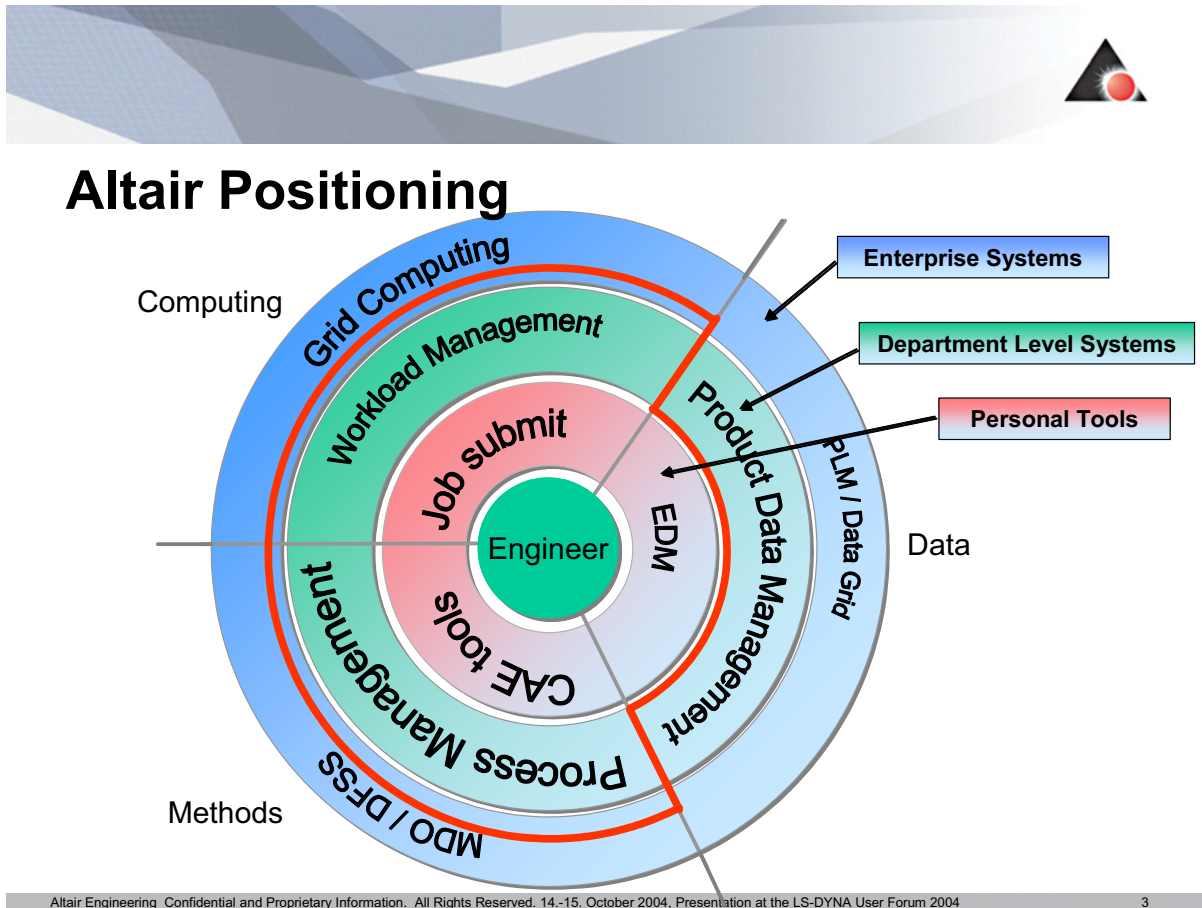 Altair Positioning
Computing
Grid Computing
Workload Management
Job submit
Engineer
EDM
Product Data Management
PLM / Data Grid
Data
Enterprise Systems
Department Level Systems
Personal Tools
CAE tools
Process Management
MDO / DFSS
Methods
Altair Engineering Confidential and Proprietary Information. All Rights Reserved. 14.-15. October 2004, Presentation at the LS-DYNA User Forum 2004
3